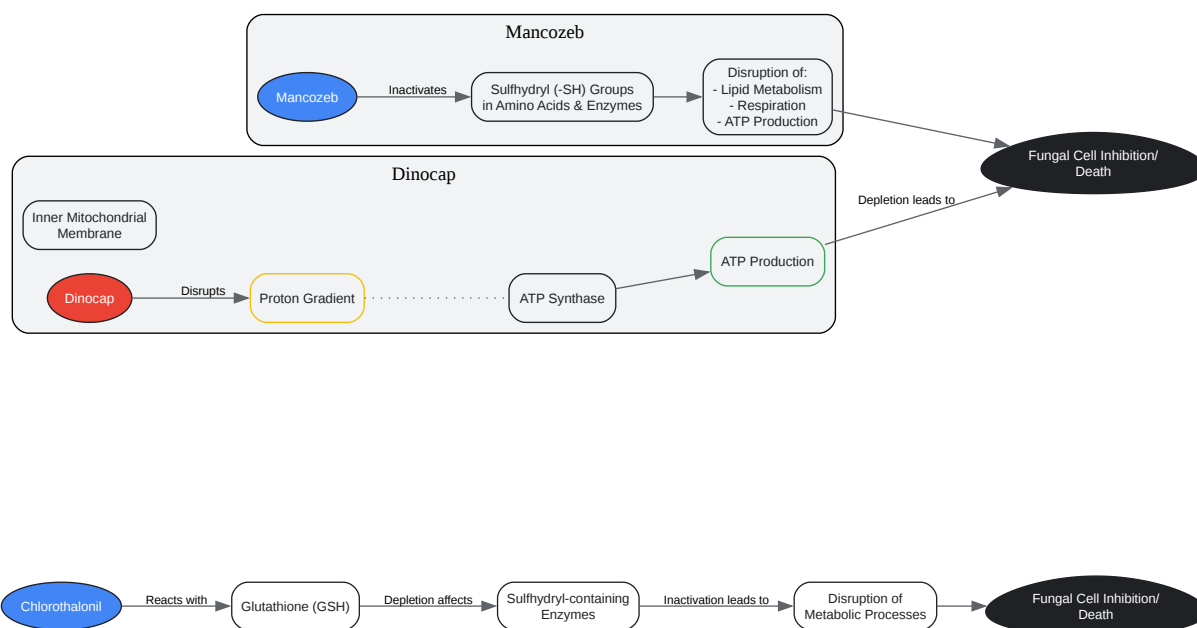 Mancozeb
Mancozeb
Inactivates
Sulfhydryl (-SH) Groups
in Amino Acids & Enzymes
Disruption of:
- Lipid Metabolism
- Respiration
- ATP Production
Fungal Cell Inhibition/
Death
Dinocap
Inner Mitochondrial
Membrane
Dinocap
Disrupts
Proton Gradient
ATP Synthase
ATP Production
Depletion leads to
Chlorothalonil
Reacts with
Glutathione (GSH)
Depletion affects
Sulfhydryl-containing
Enzymes
Inactivation leads to
Disruption of
Metabolic Processes
Fungal Cell Inhibition/
Death